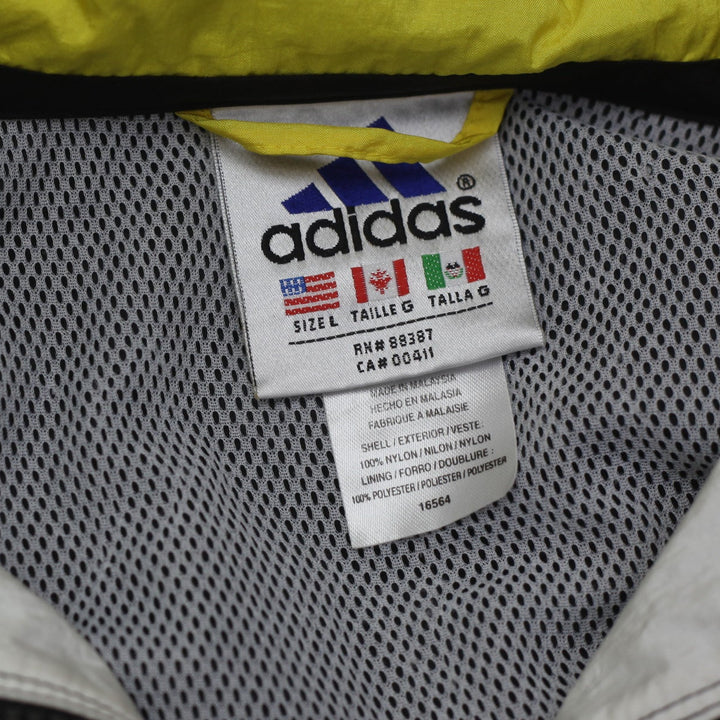 adidas ®
SIZE L TAILLE G TALLA G
RN# 88387
CA# 00411
MADE IN MALAYSIA
HECHO EN MALASIA
FABRIQUE A MALAISIE
SHELL / EXTERIOR / VESTE:
100% NYLON / NILON / NYLON
LINING / FORRO / DOUBLURE :
100% POLYESTER / POLIESTER / POLYESTER
16564